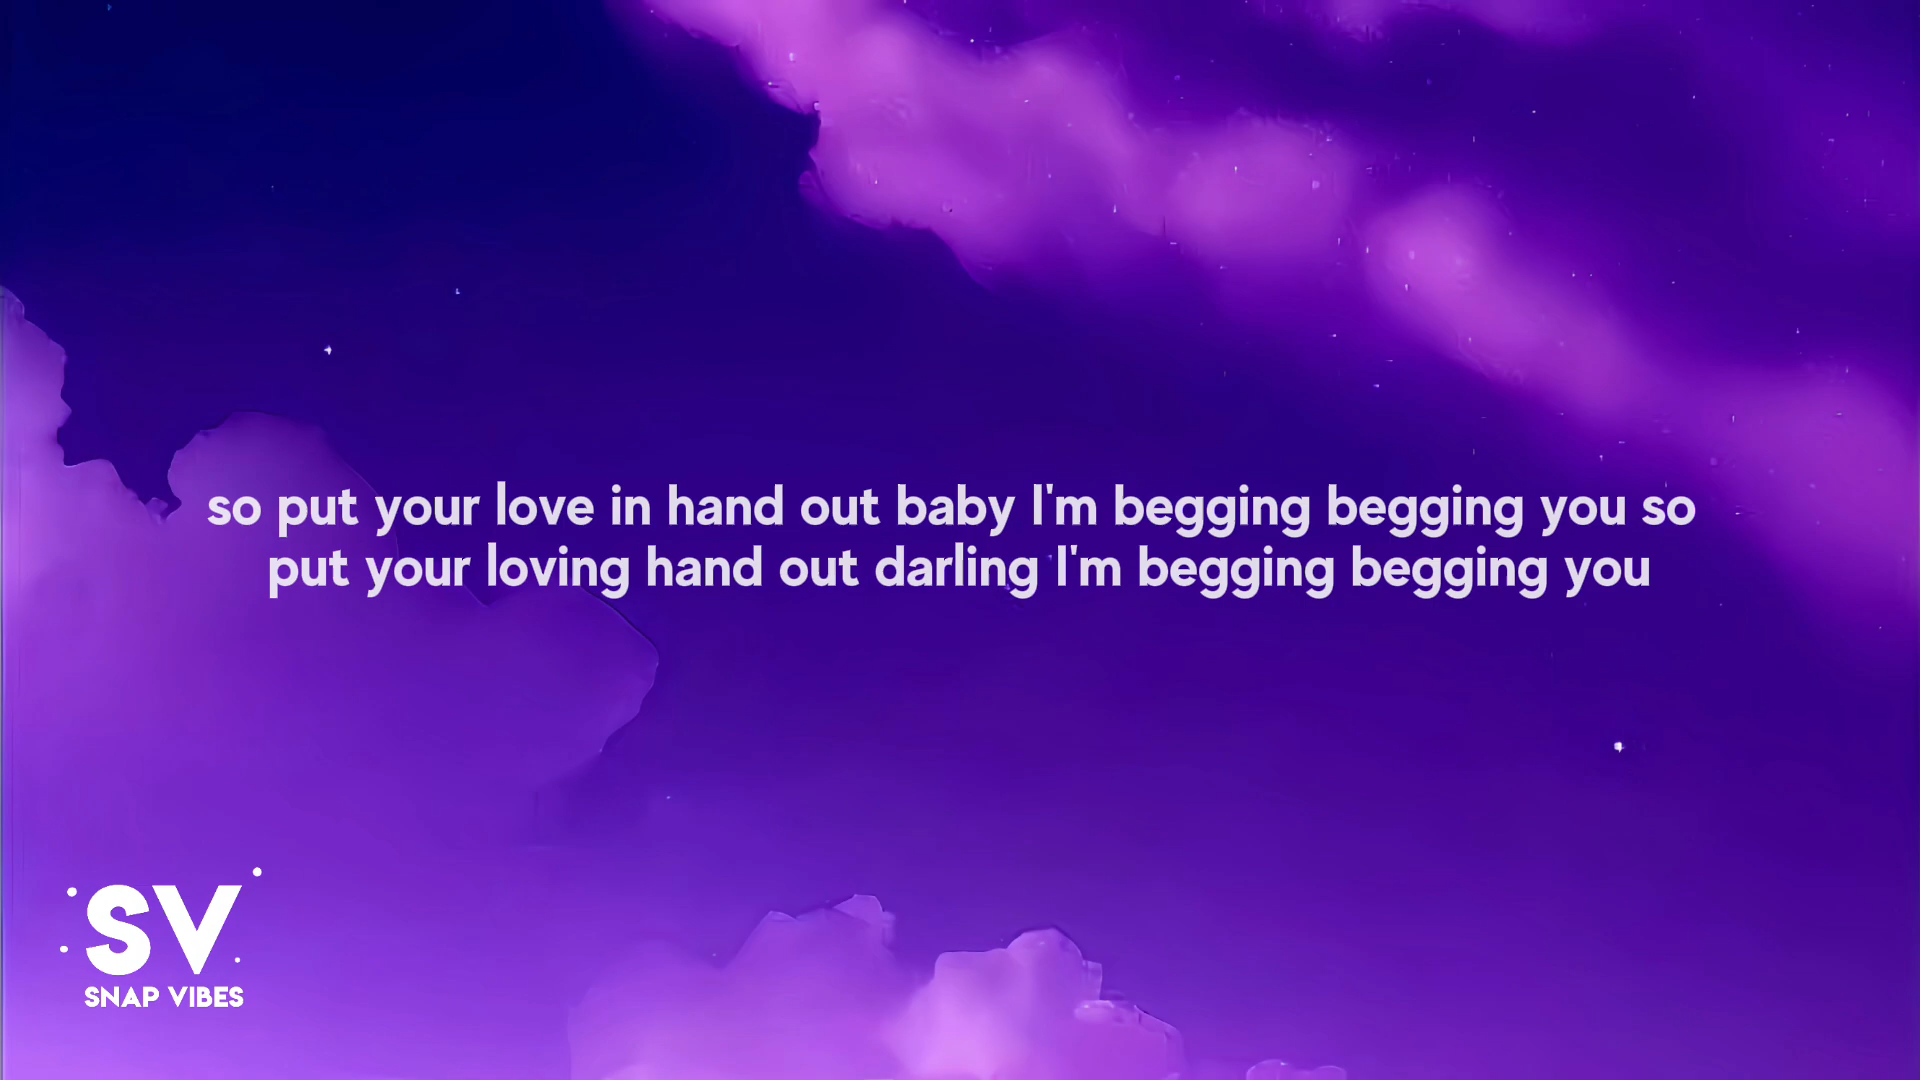 so put your love in hand out baby I'm begging begging you so
put your loving hand out darling I'm begging begging you
SV
SNAP VIBES